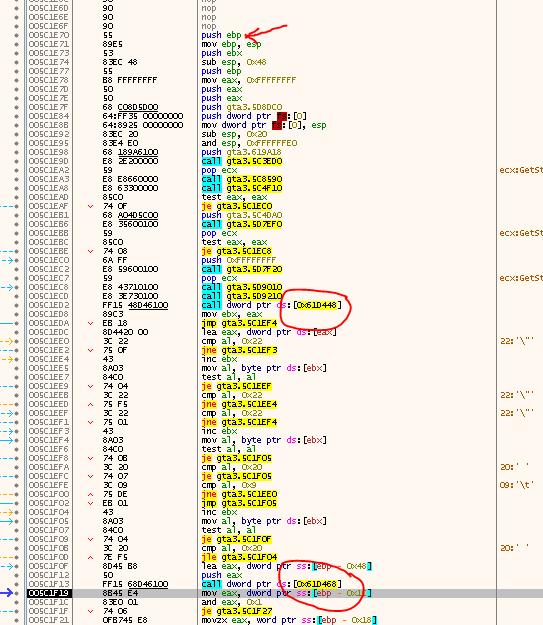 005C1E6D 90 nop
005C1E6E 90 nop
005C1E6F 90 nop
005C1E70 55 push ebp
005C1E71 89E5 mov ebp, esp
005C1E73 53 push ebx
005C1E74 83EC 48 sub esp, 0x48
005C1E77 55 push ebp
005C1E78 B8 FFFFFFFF mov eax, 0xFFFFFFFF
005C1E7D 50 push eax
005C1E7E 50 push eax
005C1E7F 68 C08D5D00 push gta3.5D8DC0
005C1E84 64:FF35 00000000 push dword ptr fs:[0]
005C1E8B 64:8925 00000000 mov dword ptr fs:[0], esp
005C1E92 83EC 20 sub esp, 0x20
005C1E95 83E4 E0 and esp, 0xFFFFFFE0
005C1E98 68 189A6100 push gta3.619A18
005C1E9D E8 2E200000 call gta3.5C3ED0
005C1EA2 59 pop ecx ecx:GetSt
005C1EA3 E8 E8660000 call gta3.5C8590
005C1EA8 E8 63300000 call gta3.5C4F10
005C1EAD 85C0 test eax, eax
005C1EAF 74 0F je gta3.5C1EC0
005C1EB1 68 A04D5C00 push gta3.5C4DA0
005C1EB6 E8 35600100 call gta3.5D7EF0
005C1EBB 59 pop ecx ecx:GetSt
005C1EBC 85C0 test eax, eax
005C1EBE 74 08 je gta3.5C1EC8
005C1EC0 6A FF push 0xFFFFFFFF
005C1EC2 E8 59600100 call gta3.5D7F20
005C1EC7 59 pop ecx ecx:GetSt
005C1EC8 E8 43710100 call gta3.5D9010
005C1ECD E8 3E730100 call gta3.5D9210
005C1ED2 FF15 48D46100 call dword ptr ds:[0x61D448]
005C1ED8 89C3 mov ebx, eax
005C1EDA EB 18 jmp gta3.5C1EF4
005C1EDC 8D4420 00 lea eax, dword ptr ds:[eax]
005C1EE0 3C 22 cmp al, 0x22 22:'\"'
005C1EE2 75 0F jne gta3.5C1EF3
005C1EE4 43 inc ebx
005C1EE5 8A03 mov al, byte ptr ds:[ebx]
005C1EE7 84C0 test al, al
005C1EE9 74 04 je gta3.5C1EEF
005C1EEB 3C 22 cmp al, 0x22 22:'\"'
005C1EED 75 F5 jne gta3.5C1EE4
005C1EEF 3C 22 cmp al, 0x22 22:'\"'
005C1EF1 75 01 jne gta3.5C1EF4
005C1EF3 43 inc ebx
005C1EF4 8A03 mov al, byte ptr ds:[ebx]
005C1EF6 84C0 test al, al
005C1EF8 74 0B je gta3.5C1F05
005C1EFA 3C 20 cmp al, 0x20 20:' '
005C1EFC 74 07 je gta3.5C1F05
005C1EFE 3C 09 cmp al, 0x9 09:'\t'
005C1F00 75 DE jne gta3.5C1EE0
005C1F02 EB 01 jmp gta3.5C1F05
005C1F04 43 inc ebx
005C1F05 8A03 mov al, byte ptr ds:[ebx]
005C1F07 84C0 test al, al
005C1F09 74 04 je gta3.5C1F0F
005C1F0B 3C 20 cmp al, 0x20 20:' '
005C1F0D 7E F5 jle gta3.5C1F04
005C1F0F 8D45 B8 lea eax, dword ptr ss:[ebp - 0x48]
005C1F12 50 push eax
005C1F13 FF15 68D46100 call dword ptr ds:[0x61D468]
005C1F19 8B45 E4 mov eax, dword ptr ss:[ebp - 0x1C]
005C1F1C 83E0 01 and eax, 0x1
005C1F1F 74 06 je gta3.5C1F27
005C1F21 0FB745 E8 movzx eax, word ptr ss:[ebp - 0x18]